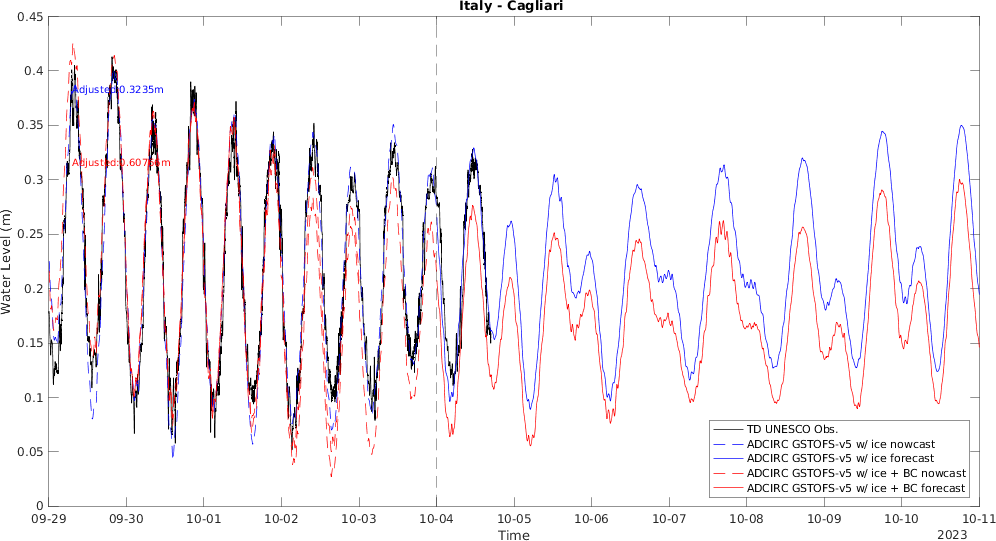 Italy - Cagliari
Water Level (m)
0.45
0.4
0.35
0.3
0.25
0.2
0.15
0.1
0.05
0
Adjusted:0.3235m
TD UNESCO Obs.
ADCIRC GSTOFS-v5 w/ ice nowcast
ADCIRC GSTOFS-v5 w/ ice forecast
ADCIRC GSTOFS-v5 w/ ice + BC nowcast
ADCIRC GSTOFS-v5 w/ ice + BC forecast
09-29 09-30 10-01 10-02 10-03 10-04 10-05 10-06 10-07 10-08 10-09 10-10 10-11
Time
2023